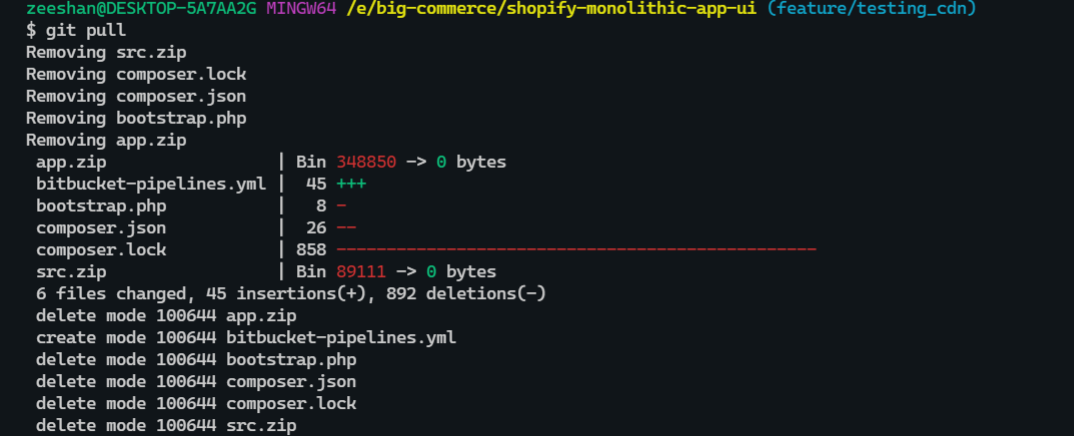 zeeshan@DESKTOP-5A7AA2G MINGW64 /e/big-commerce/shopify-monolithic-app-ui (feature/testing_cdn)
$ git pull
Removing src.zip
Removing composer.lock
Removing composer.json
Removing bootstrap.php
Removing app.zip
 app.zip                 | Bin 348850 -> 0 bytes
 bitbucket-pipelines.yml |  45 +++
 bootstrap.php           |   8 -
 composer.json           |  26 --
 composer.lock           | 858 ------------------------------------------------
 src.zip                 | Bin 89111 -> 0 bytes
 6 files changed, 45 insertions(+), 892 deletions(-)
 delete mode 100644 app.zip
 create mode 100644 bitbucket-pipelines.yml
 delete mode 100644 bootstrap.php
 delete mode 100644 composer.json
 delete mode 100644 composer.lock
 delete mode 100644 src.zip